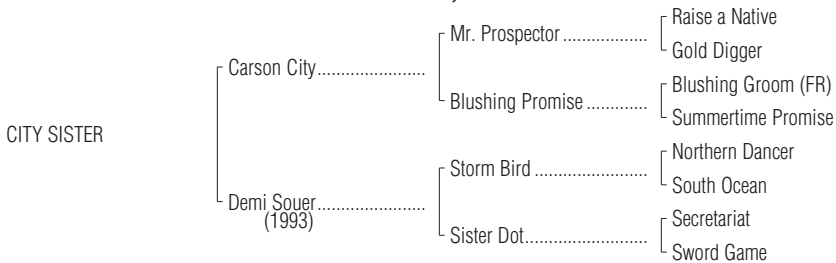 Raise a Native
Mr. Prospector ..................
Gold Digger
Carson City.......................
Blushing Groom (FR)
Blushing Promise .............
Summertime Promise
CITY SISTER
Northern Dancer
Storm Bird ........................
South Ocean
Demi Souer.......................
(1993)
Secretariat
Sister Dot..........................
Sword Game